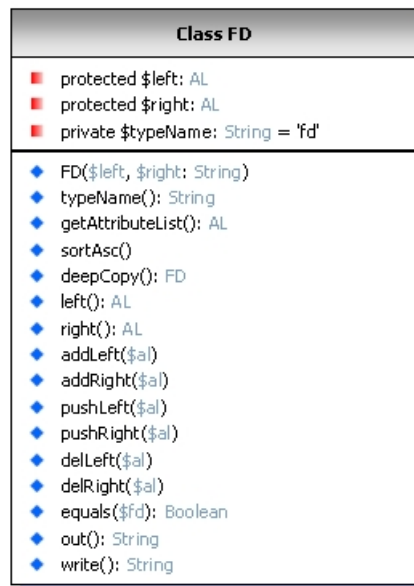 Class FD
protected $left: AL
protected $right: AL
private $typeName: String = 'fd'
FD($left, $right: String)
typeName(): String
getAttributeList(): AL
sortAsc()
deepCopy(): FD
left(): AL
right(): AL
addLeft($al)
addRight($al)
pushLeft($al)
pushRight($al)
delLeft($al)
delRight($al)
equals($fd): Boolean
out(): String
write(): String